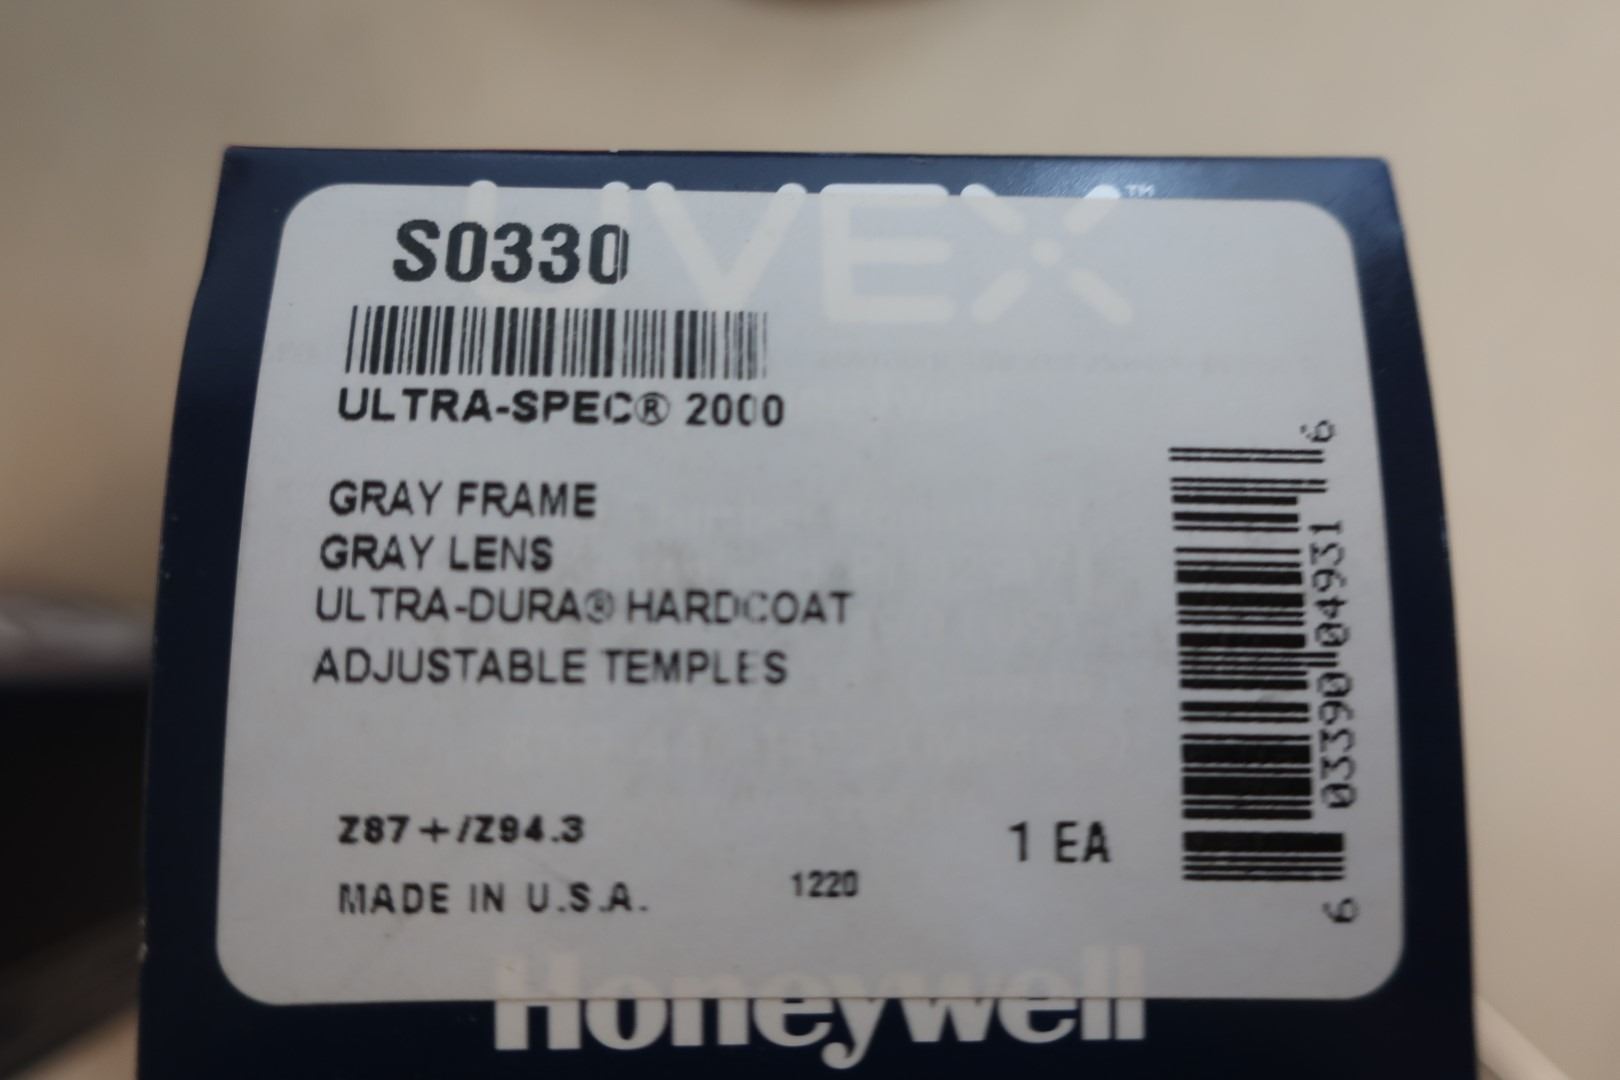 UVEX™
S0330
ULTRA-SPEC® 2000
GRAY FRAME
GRAY LENS
ULTRA-DURA® HARDCOAT
ADJUSTABLE TEMPLES
Z87+/Z94.3
1 EA
MADE IN U.S.A.
1220
6 03390 04931 6
Honeywell